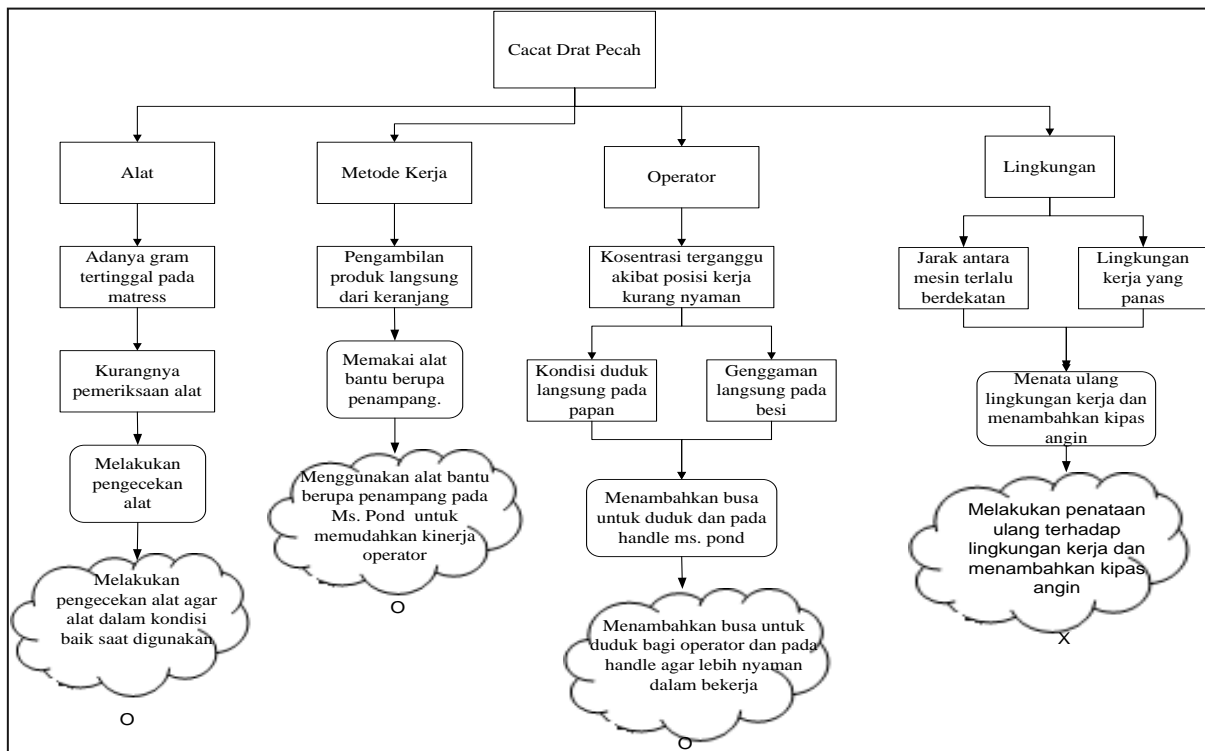 Cacat Drat Pecah
Alat
Metode Kerja
Operator
Lingkungan
Adanya gram
tertinggal pada
matress
Pengambilan
produk langsung
dari keranjang
Kosentrasi terganggu
akibat posisi kerja
kurang nyaman
Jarak antara
mesin terlalu
berdekatan
Lingkungan
kerja yang
panas
Kurangnya
pemeriksaan alat
Memakai alat
bantu berupa
penampang.
Kondisi duduk
langsung pada
papan
Genggaman
langsung pada
besi
Menata ulang
lingkungan kerja dan
menambahkan kipas
angin
Melakukan
pengecekan
alat
Menggunakan alat bantu
berupa penampang pada
Ms. Pond untuk
memudahkan kinerja
operator
Menambahkan busa
untuk duduk dan pada
handle ms. pond
Melakukan penataan
ulang terhadap
lingkungan kerja dan
menambahkan kipas
angin
Melakukan
pengecekan alat agar
alat dalam kondisi
baik saat digunakan
Menambahkan busa untuk
duduk bagi operator dan pada
handle agar lebih nyaman
dalam bekerja
O
O
O
X